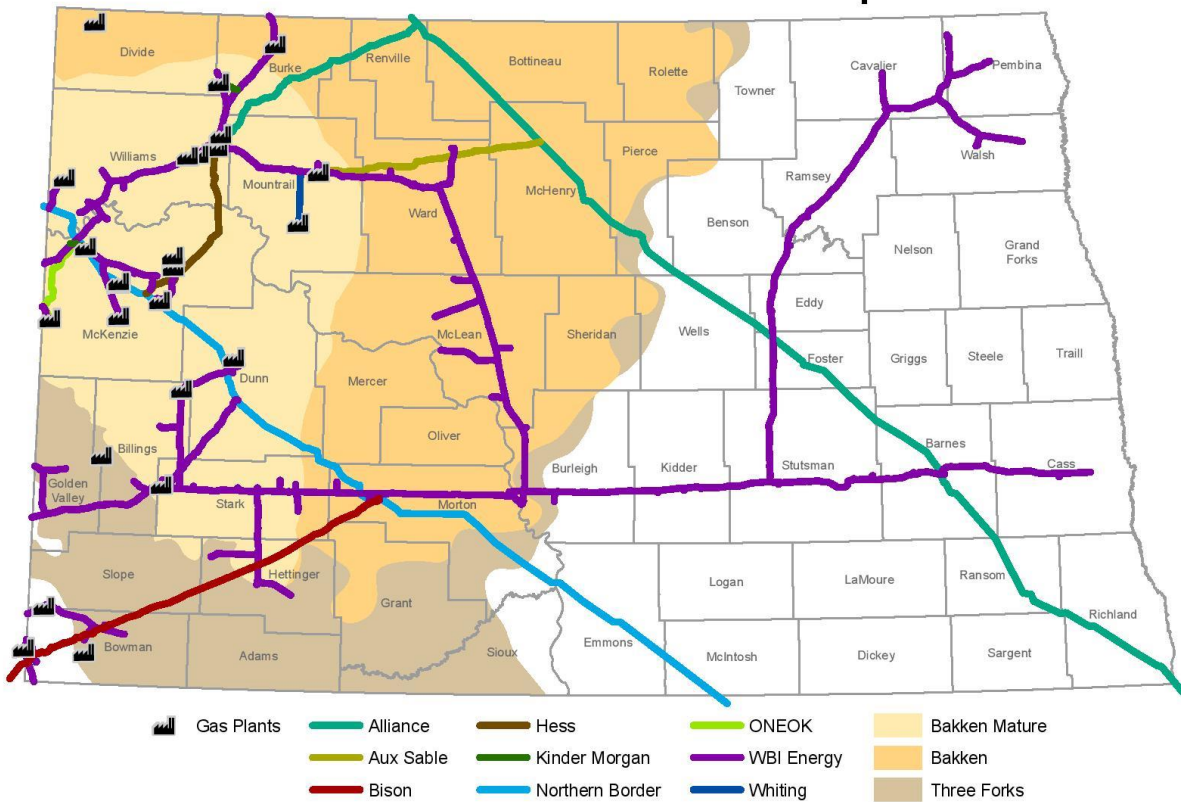 Divide
Burke
Renville
Bottineau
Rolette
Towner
Cavalier
Pembina
Williams
Mountrail
Ward
McHenry
Pierce
Benson
Ramsey
Walsh
Nelson
Grand
Forks
McKenzie
McLean
Sheridan
Wells
Eddy
Foster
Griggs
Steele
Traill
Dunn
Mercer
Oliver
Billings
Golden
Valley
Stark
Morton
Burleigh
Kidder
Stutsman
Barnes
Cass
Slope
Hettinger
Grant
Logan
LaMoure
Ransom
Richland
Bowman
Adams
Sioux
Emmons
McIntosh
Dickey
Sargent
Gas Plants
Alliance
Hess
ONEOK
Bakken Mature
Aux Sable
Kinder Morgan
WBI Energy
Bakken
Bison
Northern Border
Whiting
Three Forks